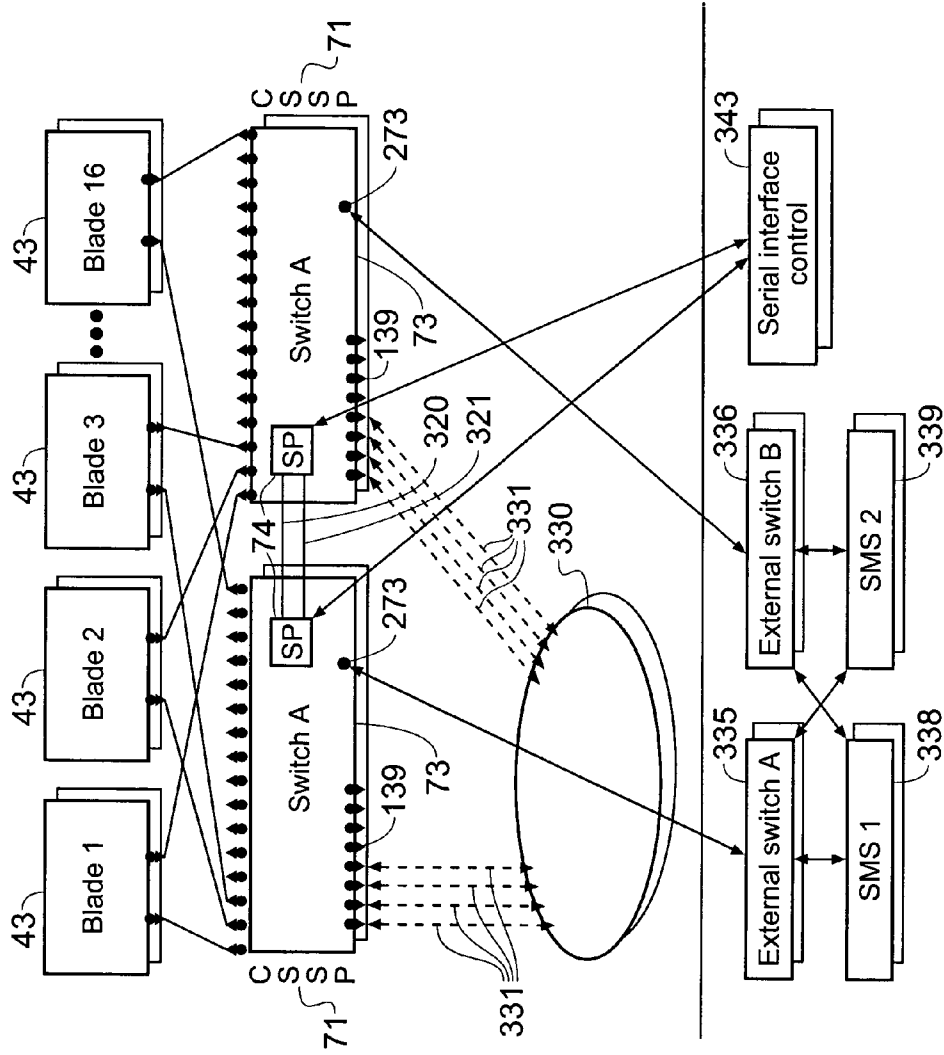 43
43
43
43
Blade 1
Blade 2
Blade 3
Blade 16
C
S
S
P
71
Switch A
SP
74
SP
Switch A
C
S
S
P
71
273
273
139
73
139
73
320
321
331
331
330
335
External switch A
336
External switch B
343
Serial interface
control
SMS 1
338
SMS 2
339